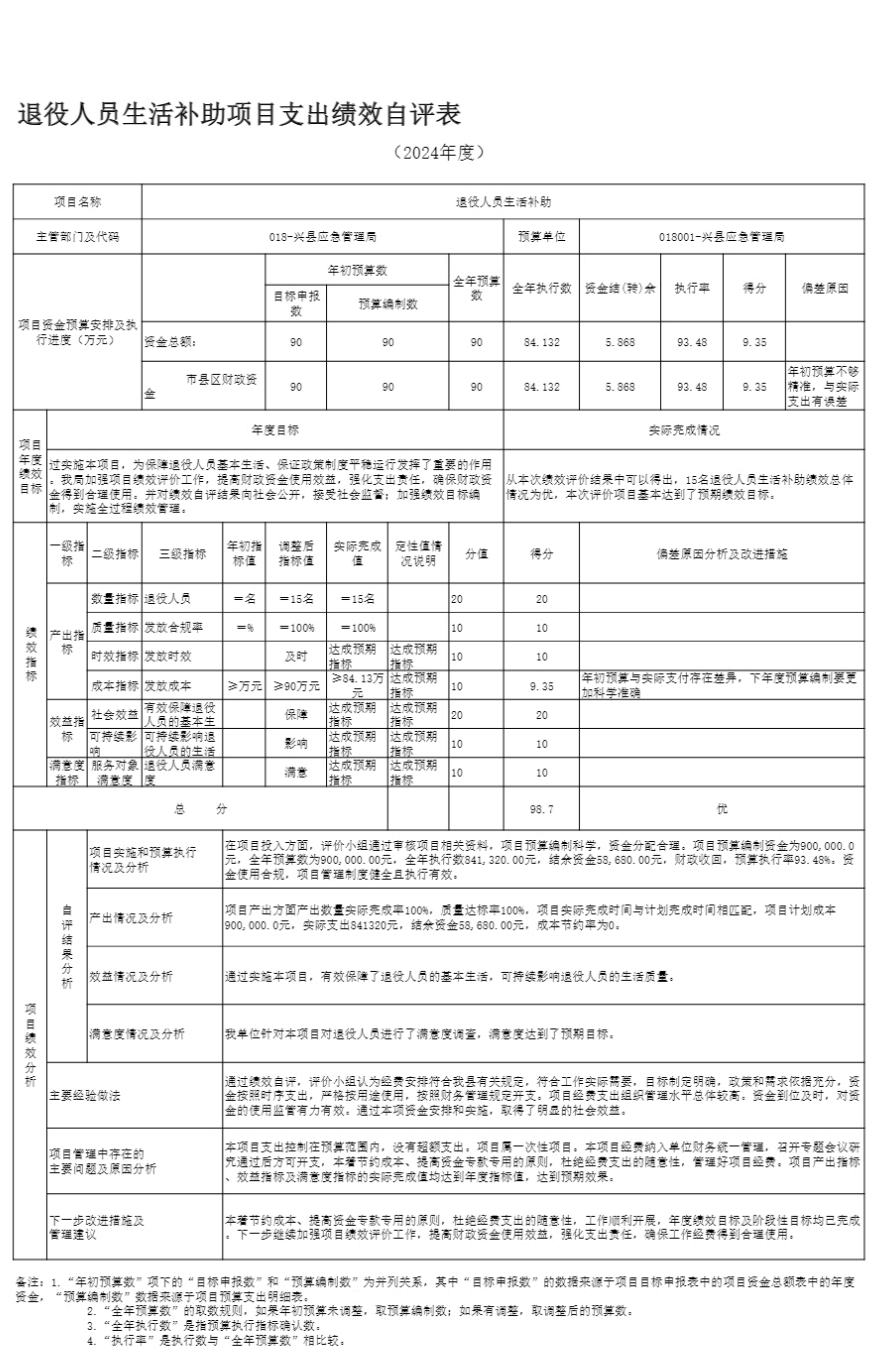 退役人员生活补助项目支出绩效自评表
（2024年度）
项目名称
退役人员生活补助
主管部门及代码
018-兴县应急管理局
预算单位
018001-兴县应急管理局
项目资金预算安排及执
行进度（万元）
年初预算数
全年预算
数
全年执行数
资金结(转)余
执行率
得分
偏差原因
目标申报
数
预算编制数
资金总额：
90
90
90
84.132
5.868
93.48
9.35
市县区财政资
金
90
90
90
84.132
5.868
93.48
9.35
年初预算不够
精准，与实际
支出有误差
项目
年度
绩效
目标
年度目标
实际完成情况
过实施本项目，为保障退役人员基本生活、保证政策制度平稳运行发挥了重要的作用
。我局加强项目绩效评价工作，提高财政资金使用效益，强化支出责任，确保财政资
金得到合理使用。并对绩效自评结果向社会公开，接受社会监督；加强绩效目标编
制，实施全过程绩效管理。
从本次绩效评价结果中可以得出，15名退役人员生活补助绩效总体
情况为优，本次评价项目基本达到了预期绩效目标。
绩
效
指
标
一级指
标
二级指标
三级指标
年初指
标值
调整后
指标值
实际完成
值
定性值情
况说明
分值
得分
偏差原因分析及改进措施
产出指
标
数量指标
退役人员
＝名
＝15名
＝15名
20
20
质量指标
发放合规率
＝%
＝100%
＝100%
10
10
时效指标
发放时效
及时
达成预期
指标
达成预期
指标
10
10
成本指标
发放成本
≥万元
≥90万元
≥84.13万
元
达成预期
指标
10
9.35
年初预算与实际支付存在差异，下年度预算编制要更
加科学准确
效益指
标
社会效益
有效保障退役
人员的基本生
保障
达成预期
指标
达成预期
指标
20
20
可持续影
响
可持续影响退
役人员的生活
影响
达成预期
指标
达成预期
指标
10
10
满意度
指标
服务对象
满意度
退役人员满意
度
满意
达成预期
指标
达成预期
指标
10
10
总　　分
98.7
优
项
目
绩
效
分
析
自
评
结
果
分
析
项目实施和预算执行
情况及分析
在项目投入方面，评价小组通过审核项目相关资料，项目预算编制科学，资金分配合理。项目预算编制资金为900,000.0
元，全年预算数为900,000.00元，全年执行数841,320.00元，结余资金58,680.00元，财政收回，预算执行率93.48%。资
金使用合规，项目管理制度健全且执行有效。
产出情况及分析
项目产出方面产出数量实际完成率100%，质量达标率100%，项目实际完成时间与计划完成时间相匹配，项目计划成本
900,000.0元，实际支出841320元，结余资金58,680.00元，成本节约率为0。
效益情况及分析
通过实施本项目，有效保障了退役人员的基本生活，可持续影响退役人员的生活质量。
满意度情况及分析
我单位针对本项目对退役人员进行了满意度调查，满意度达到了预期目标。
主要经验做法
通过绩效自评，评价小组认为经费安排符合我县有关规定，符合工作实际需要，目标制定明确，政策和需求依据充分，资
金按照时序支出，严格按用途使用，按照财务管理规定开支。项目经费支出组织管理水平总体较高。资金到位及时，对资
金的使用监管有力有效。通过本项资金安排和实施，取得了明显的社会效益。
项目管理中存在的
主要问题及原因分析
本项目支出控制在预算范围内，没有超额支出。项目属一次性项目。本项目经费纳入单位财务统一管理，召开专题会议研
究通过后方可开支，本着节约成本、提高资金专款专用的原则，杜绝经费支出的随意性，管理好项目经费。项目产出指标
、效益指标及满意度指标的实际完成值均达到年度指标值，达到预期效果。
下一步改进措施及
管理建议
本着节约成本、提高资金专款专用的原则，杜绝经费支出的随意性，工作顺利开展，年度绩效目标及阶段性目标均已完成
。下一步继续加强项目绩效评价工作，提高财政资金使用效益，强化支出责任，确保工作经费得到合理使用。
备注：1.“年初预算数”项下的“目标申报数”和“预算编制数”为并列关系，其中“目标申报数”的数据来源于项目目标申报表中的项目资金总额表中的年度
资金，“预算编制数”数据来源于项目预算支出明细表。
2.“全年预算数”的取数规则，如果年初预算未调整，取预算编制数；如果有调整，取调整后的预算数。
3.“全年执行数”是指预算执行指标确认数。
4.“执行率”是执行数与“全年预算数”相比较。